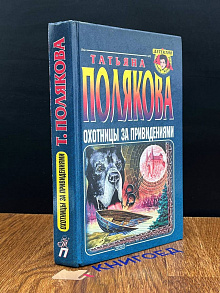 ТАТЬЯНА
ПОЛЯКОВА
ОХОТНИЦЫ ЗА ПРИВИДЕНИЯМИ
Т. ПОЛЯКОВА
ОХОТНИЦЫ ЗА ПРИВИДЕНИЯМИ